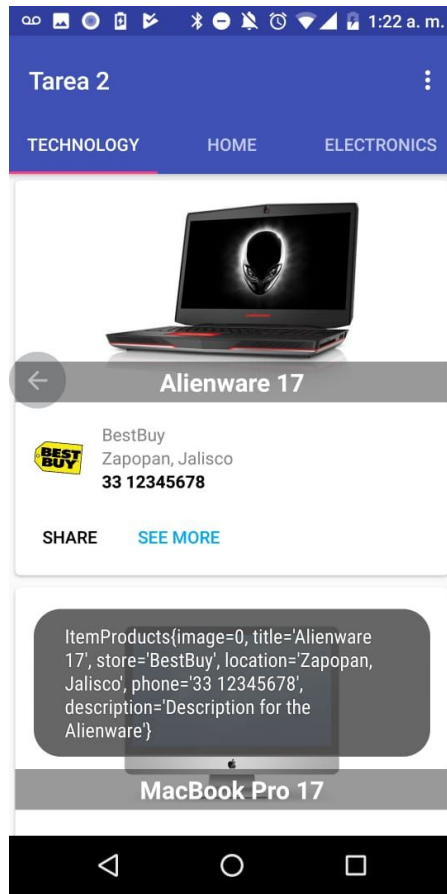 1:22 a. m.
Tarea 2
TECHNOLOGY HOME ELECTRONICS
Alienware 17
BestBuy
BEST
BUY
Zapopan, Jalisco
33 12345678
SHARE SEE MORE
ItemProducts{image=0, title='Alienware
17', store='BestBuy', location='Zapopan,
Jalisco', phone='33 12345678',
description='Description for the
Alienware'}
MacBook Pro 17